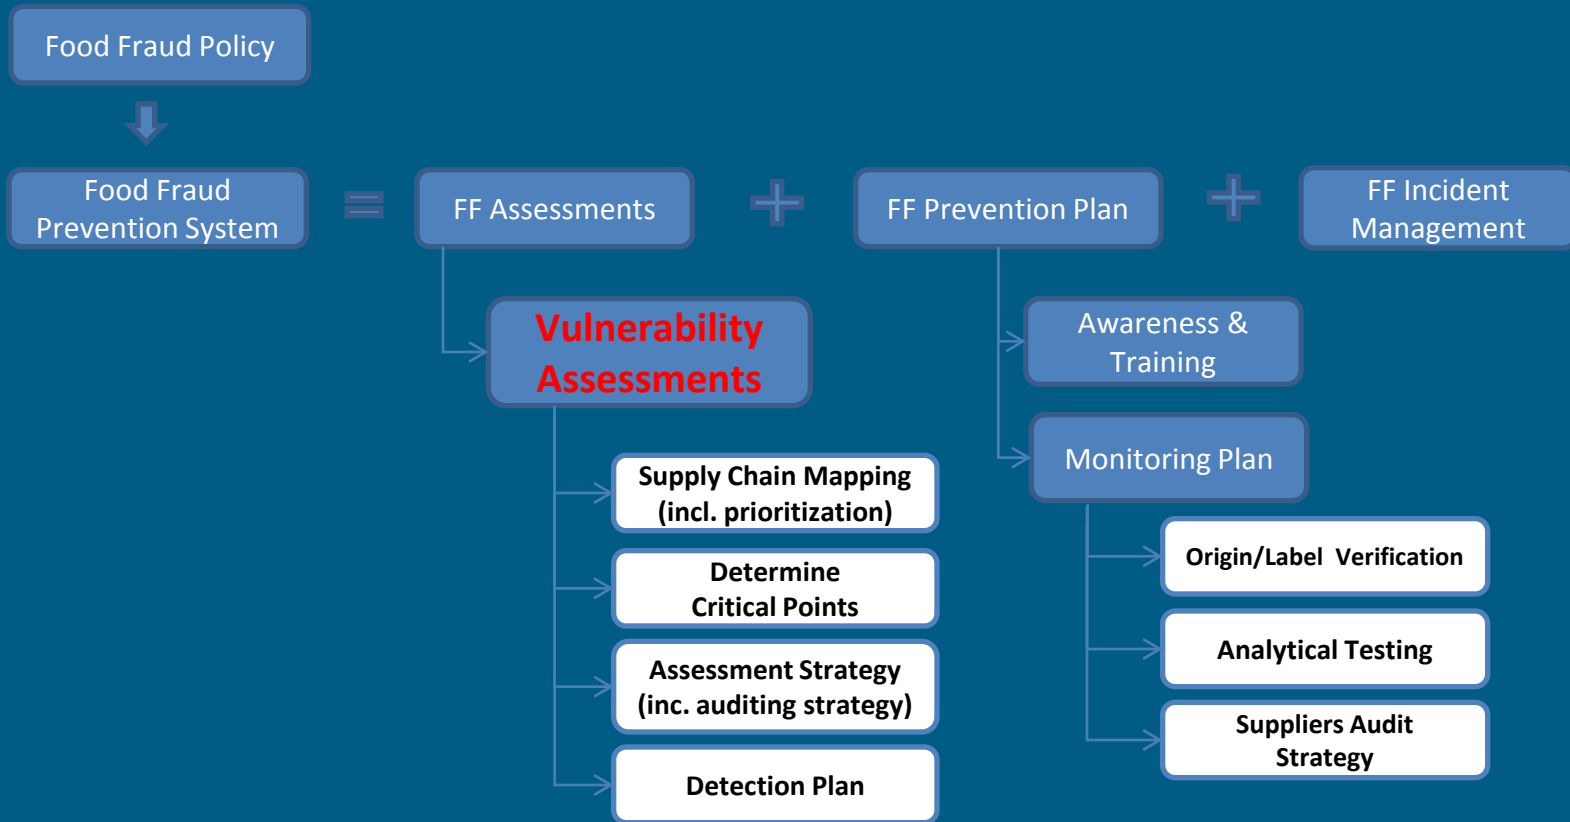 Food Fraud Policy
Food Fraud
Prevention System
FF Assessments
FF Prevention Plan
FF Incident
Management
Vulnerability
Assessments
Supply Chain Mapping
(incl. prioritization)
Determine
Critical Points
Assessment Strategy
(inc. auditing strategy)
Detection Plan
Awareness &
Training
Monitoring Plan
Origin/Label Verification
Analytical Testing
Suppliers Audit
Strategy